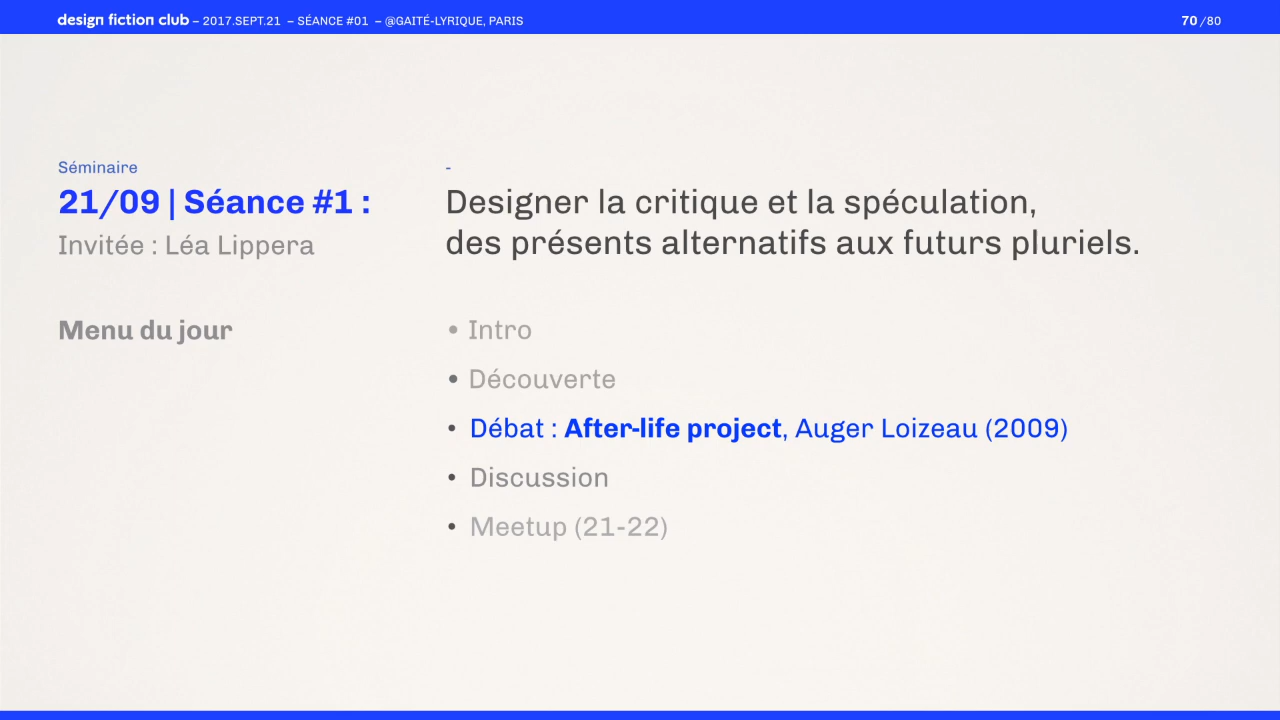 design fiction club – 2017.SEPT.21 – SÉANCE #01 – @GAITÉ-LYRIQUE, PARIS
70 /80
Séminaire
-
21/09 | Séance #1 :
Designer la critique et la spéculation,
Invitée : Léa Lippera
des présents alternatifs aux futurs pluriels.
Menu du jour
• Intro
• Découverte
• Débat : After-life project, Auger Loizeau (2009)
• Discussion
• Meetup (21-22)